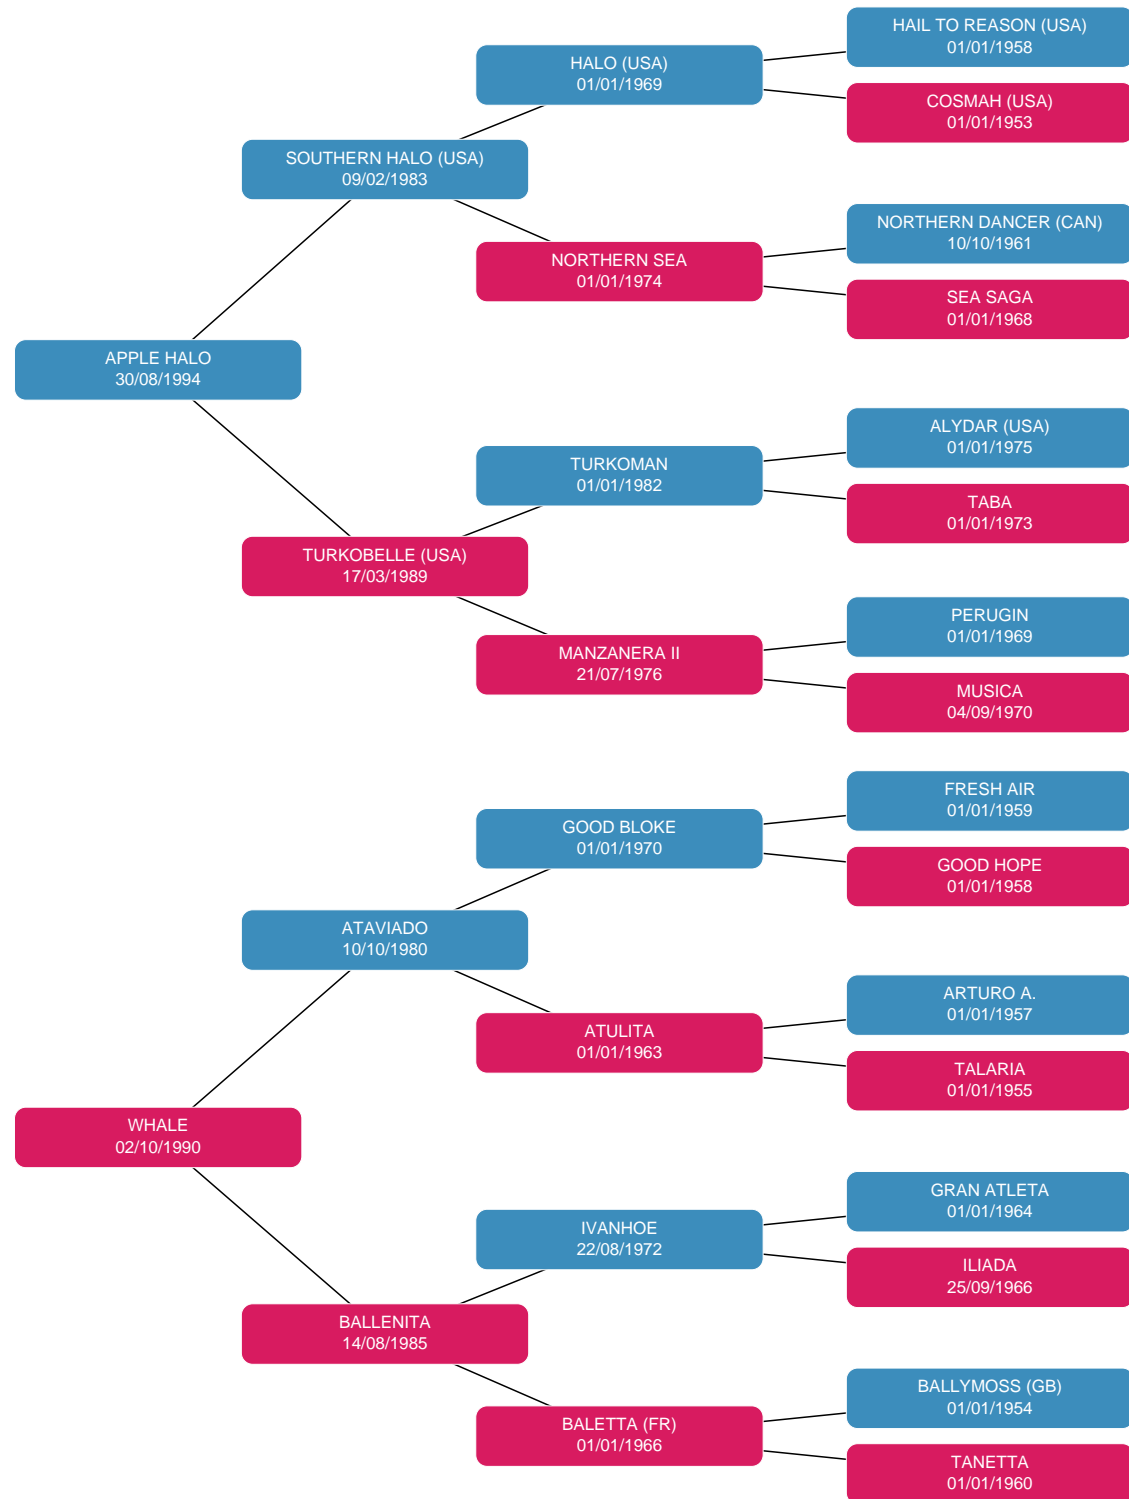 HAIL TO REASON (USA)
01/01/1958
HALO (USA)
01/01/1969
COSMAH (USA)
01/01/1953
SOUTHERN HALO (USA)
09/02/1983
NORTHERN DANCER (CAN)
10/10/1961
NORTHERN SEA
01/01/1974
SEA SAGA
01/01/1968
APPLE HALO
30/08/1994
ALYDAR (USA)
01/01/1975
TURKOMAN
01/01/1982
TABA
01/01/1973
TURKOBELLE (USA)
17/03/1989
PERUGIN
01/01/1969
MANZANERA II
21/07/1976
MUSICA
04/09/1970
FRESH AIR
01/01/1959
GOOD BLOKE
01/01/1970
GOOD HOPE
01/01/1958
ATAVIADO
10/10/1980
ARTURO A.
01/01/1957
ATULITA
01/01/1963
TALARIA
01/01/1955
WHALE
02/10/1990
GRAN ATLETA
01/01/1964
IVANHOE
22/08/1972
ILIADA
25/09/1966
BALLENITA
14/08/1985
BALLYMOSS (GB)
01/01/1954
BALETTA (FR)
01/01/1966
TANETTA
01/01/1960